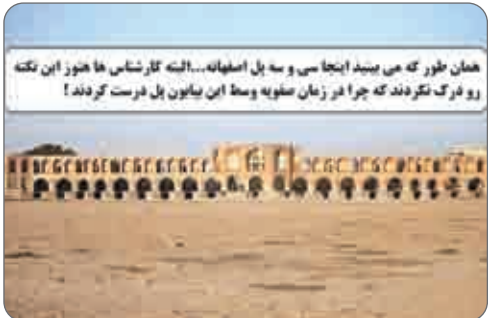 همان طور که می بینید اینجا سی و سه پل اصفهانه...البته کارشناس ها هنوز این نکته
رو درک نکردند که چرا در زمان صفویه وسط این بیابون پل درست کردند !